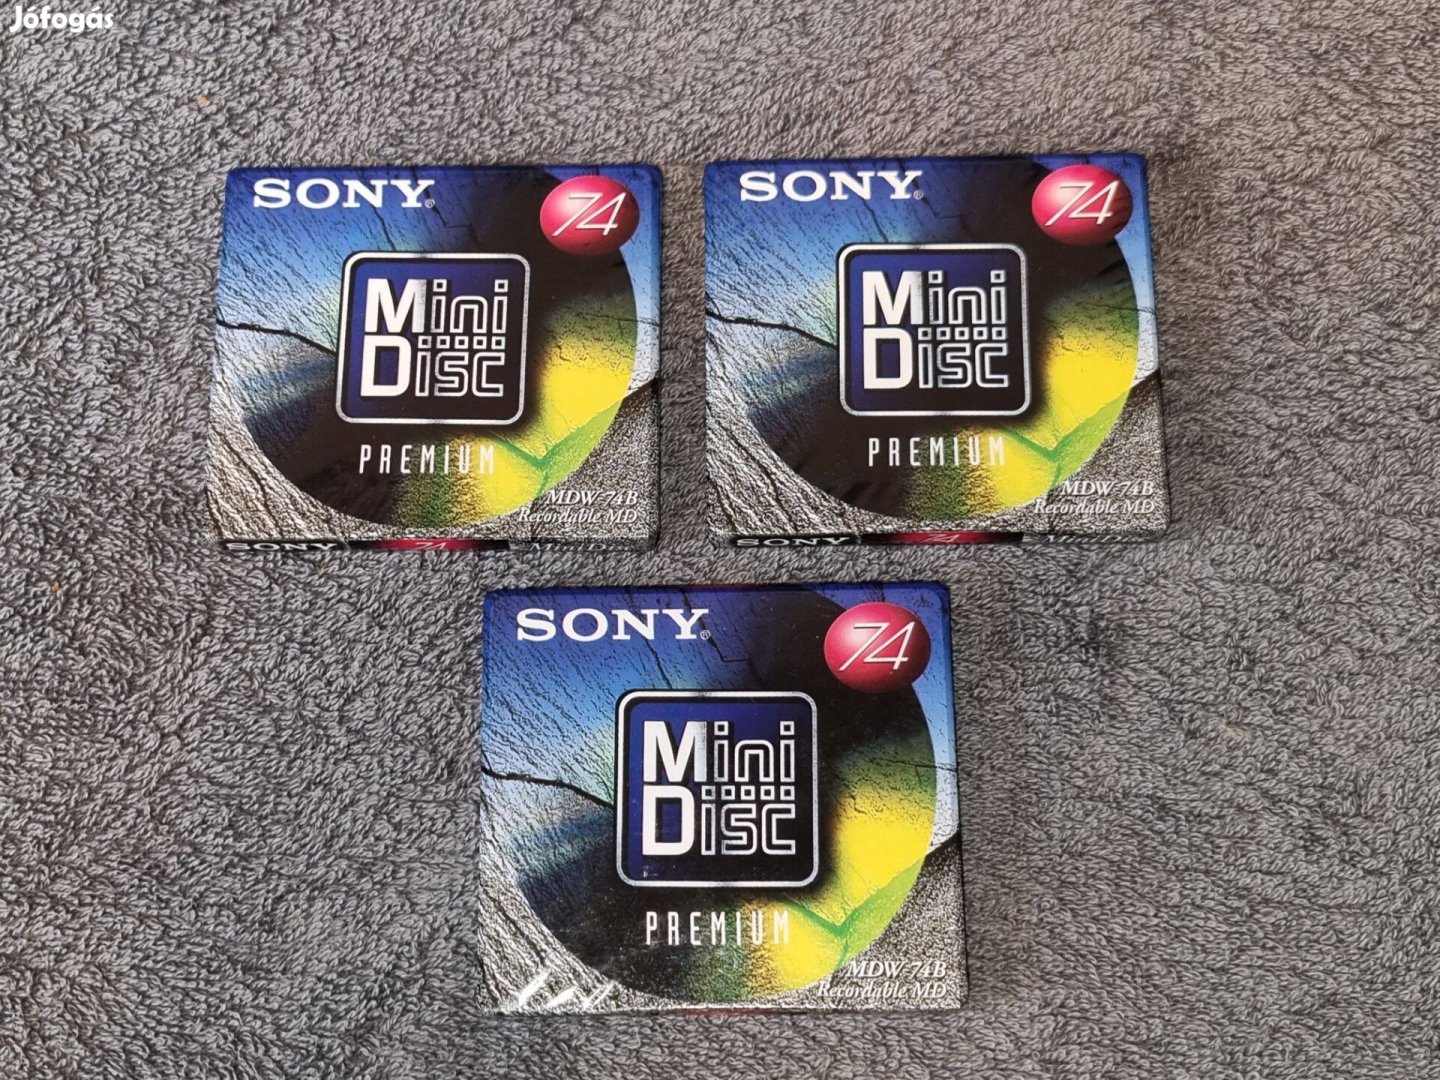 Jófogás
SONY®
74
Mini
Disc
PREMIUM
MDW-74B
Recordable MD
SONY 74 MiniDisc
SONY®
74
Mini
Disc
PREMIUM
MDW-74B
Recordable MD
SONY 74
SONY®
74
Mini
Disc
PREMIUM
MDW-74B
Recordable MD